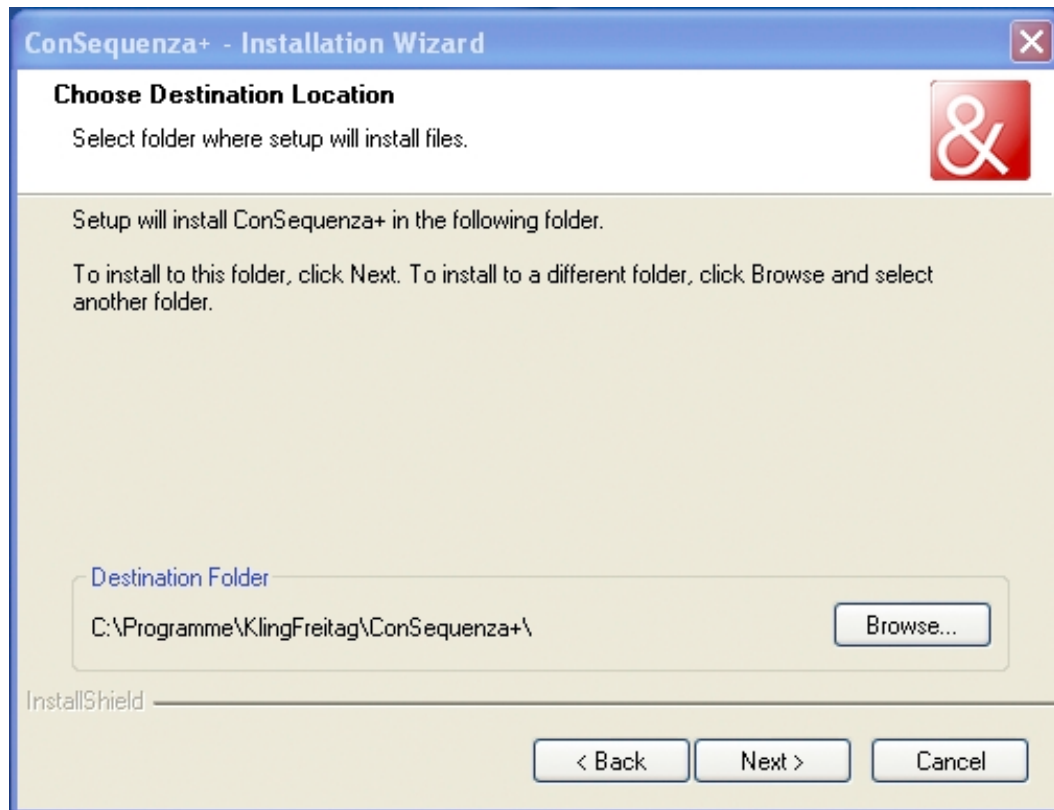 ConSequenza+ - Installation Wizard
Choose Destination Location
Select folder where setup will install files.
&
Setup will install ConSequenza+ in the following folder.
To install to this folder, click Next. To install to a different folder, click Browse and select
another folder.
Destination Folder
C:\Programme\KlingFreitag\ConSequenza+\
Browse...
InstallShield
< Back
Next >
Cancel